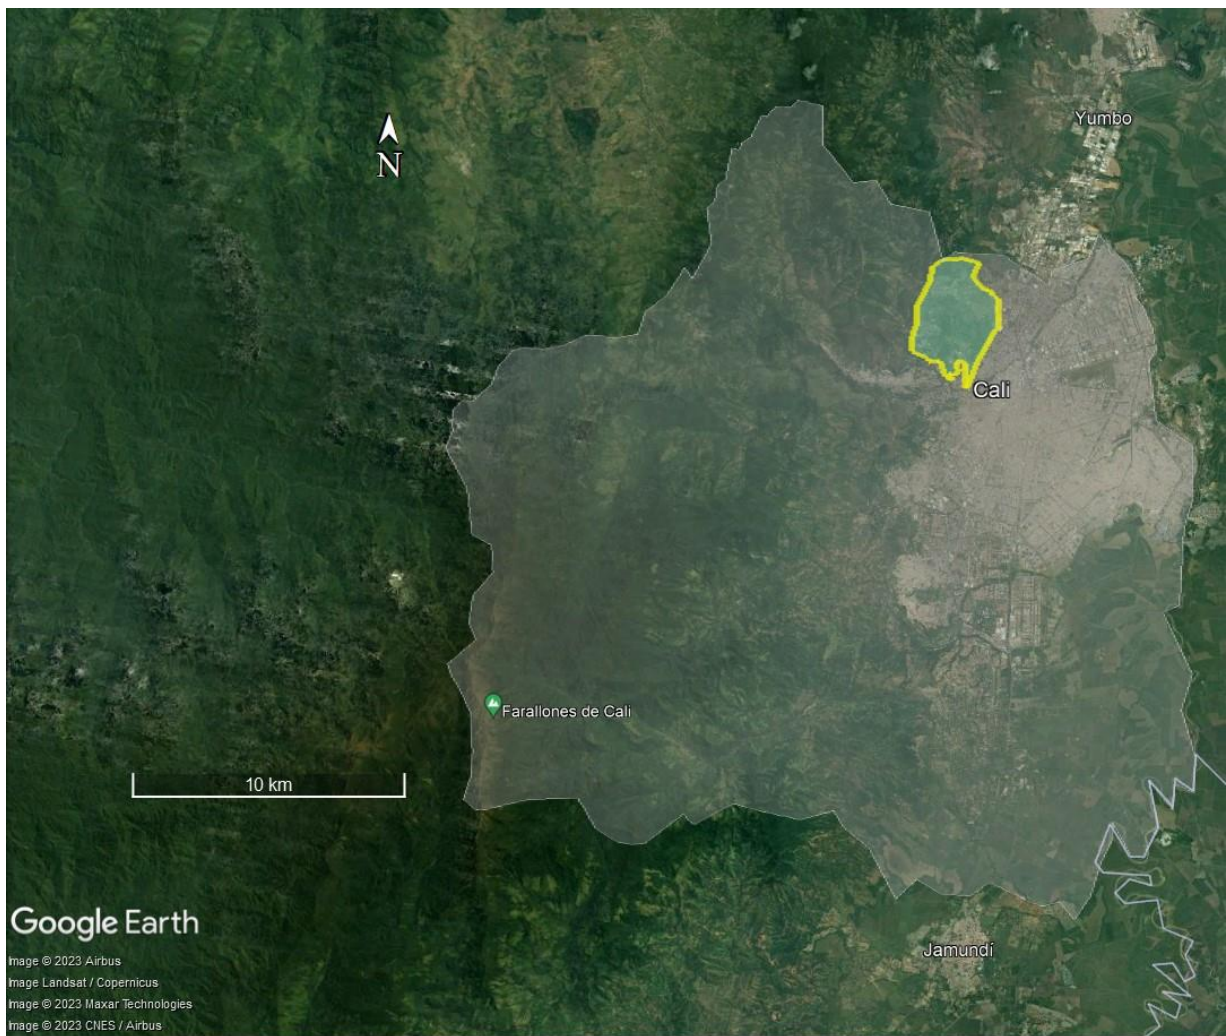 Yumbo
N
Cali
Farallones de Cali
10 km
Google Earth
Image © 2023 Airbus
Image Landsat / Copernicus
Image © 2023 Maxar Technologies
Image © 2023 CNES / Airbus
Jamundí